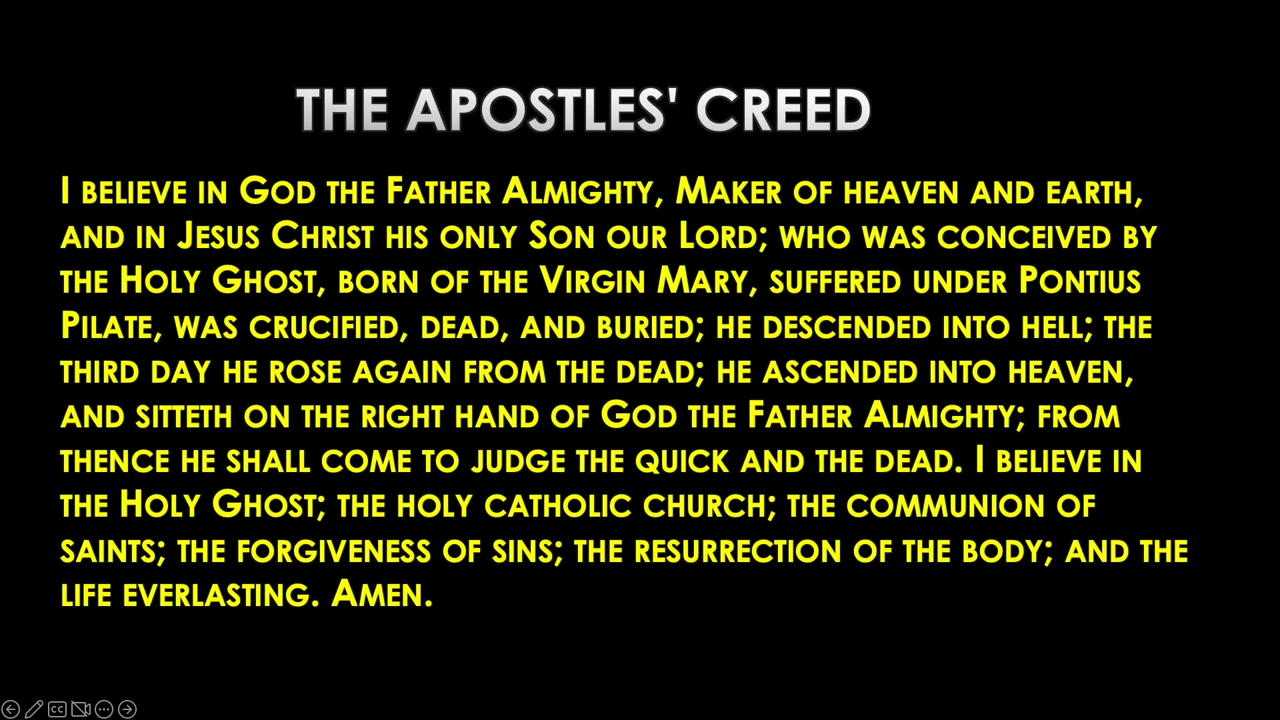 THE APOSTLES' CREED
I BELIEVE IN GOD THE FATHER ALMIGHTY, MAKER OF HEAVEN AND EARTH,
AND IN JESUS CHRIST HIS ONLY SON OUR LORD; WHO WAS CONCEIVED BY
THE HOLY GHOST, BORN OF THE VIRGIN MARY, SUFFERED UNDER PONTIUS
PILATE, WAS CRUCIFIED, DEAD, AND BURIED; HE DESCENDED INTO HELL; THE
THIRD DAY HE ROSE AGAIN FROM THE DEAD; HE ASCENDED INTO HEAVEN,
AND SITTETH ON THE RIGHT HAND OF GOD THE FATHER ALMIGHTY; FROM
THENCE HE SHALL COME TO JUDGE THE QUICK AND THE DEAD. I BELIEVE IN
THE HOLY GHOST; THE HOLY CATHOLIC CHURCH; THE COMMUNION OF
SAINTS; THE FORGIVENESS OF SINS; THE RESURRECTION OF THE BODY; AND THE
LIFE EVERLASTING. AMEN.
CC